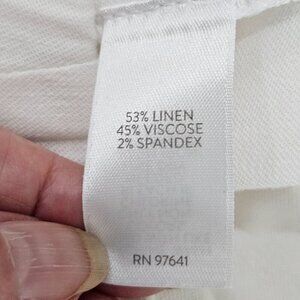 53% LINEN
45% VISCOSE
2% SPANDEX
RN 97641